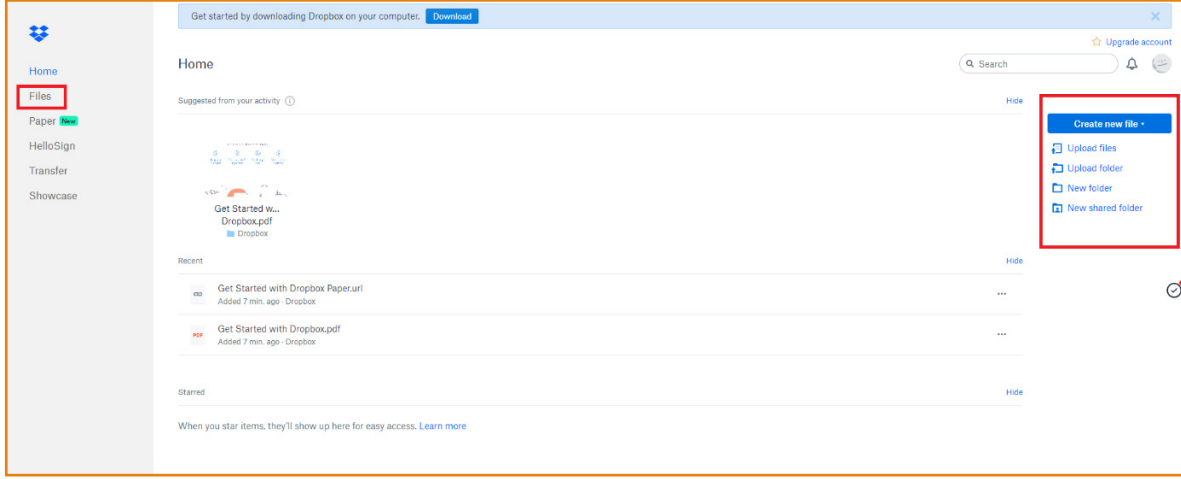 Get started by downloading Dropbox on your computer. Download
Upgrade account
Home
Files
Paper New
HelloSign
Transfer
Showcase
Home
Search
Suggested from your activity
Hide
Get Started w...
Dropbox.pdf
Dropbox
Recent
Hide
Get Started with Dropbox Paper.url
Added 7 min. ago · Dropbox
PDF
Get Started with Dropbox.pdf
Added 7 min. ago · Dropbox
Starred
Hide
When you star items, they'll show up here for easy access. Learn more
Create new file
Upload files
Upload folder
New folder
New shared folder